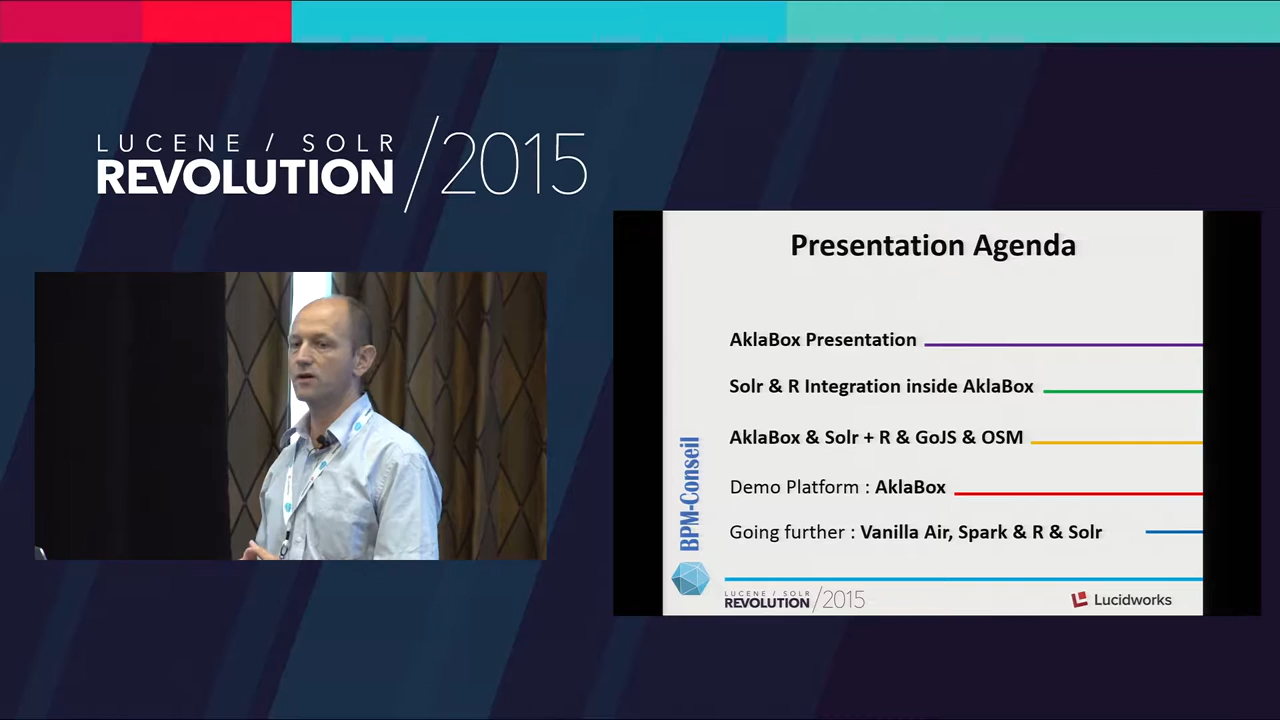 LUCENE / SOLR
REVOLUTION /2015
Presentation Agenda
AklaBox Presentation
Solr & R Integration inside AklaBox
AklaBox & Solr + R & GoJS & OSM
Demo Platform : AklaBox
Going further : Vanilla Air, Spark & R & Solr
BPM-Conseil
LUCENE / SOLR
REVOLUTION /2015
Lucidworks